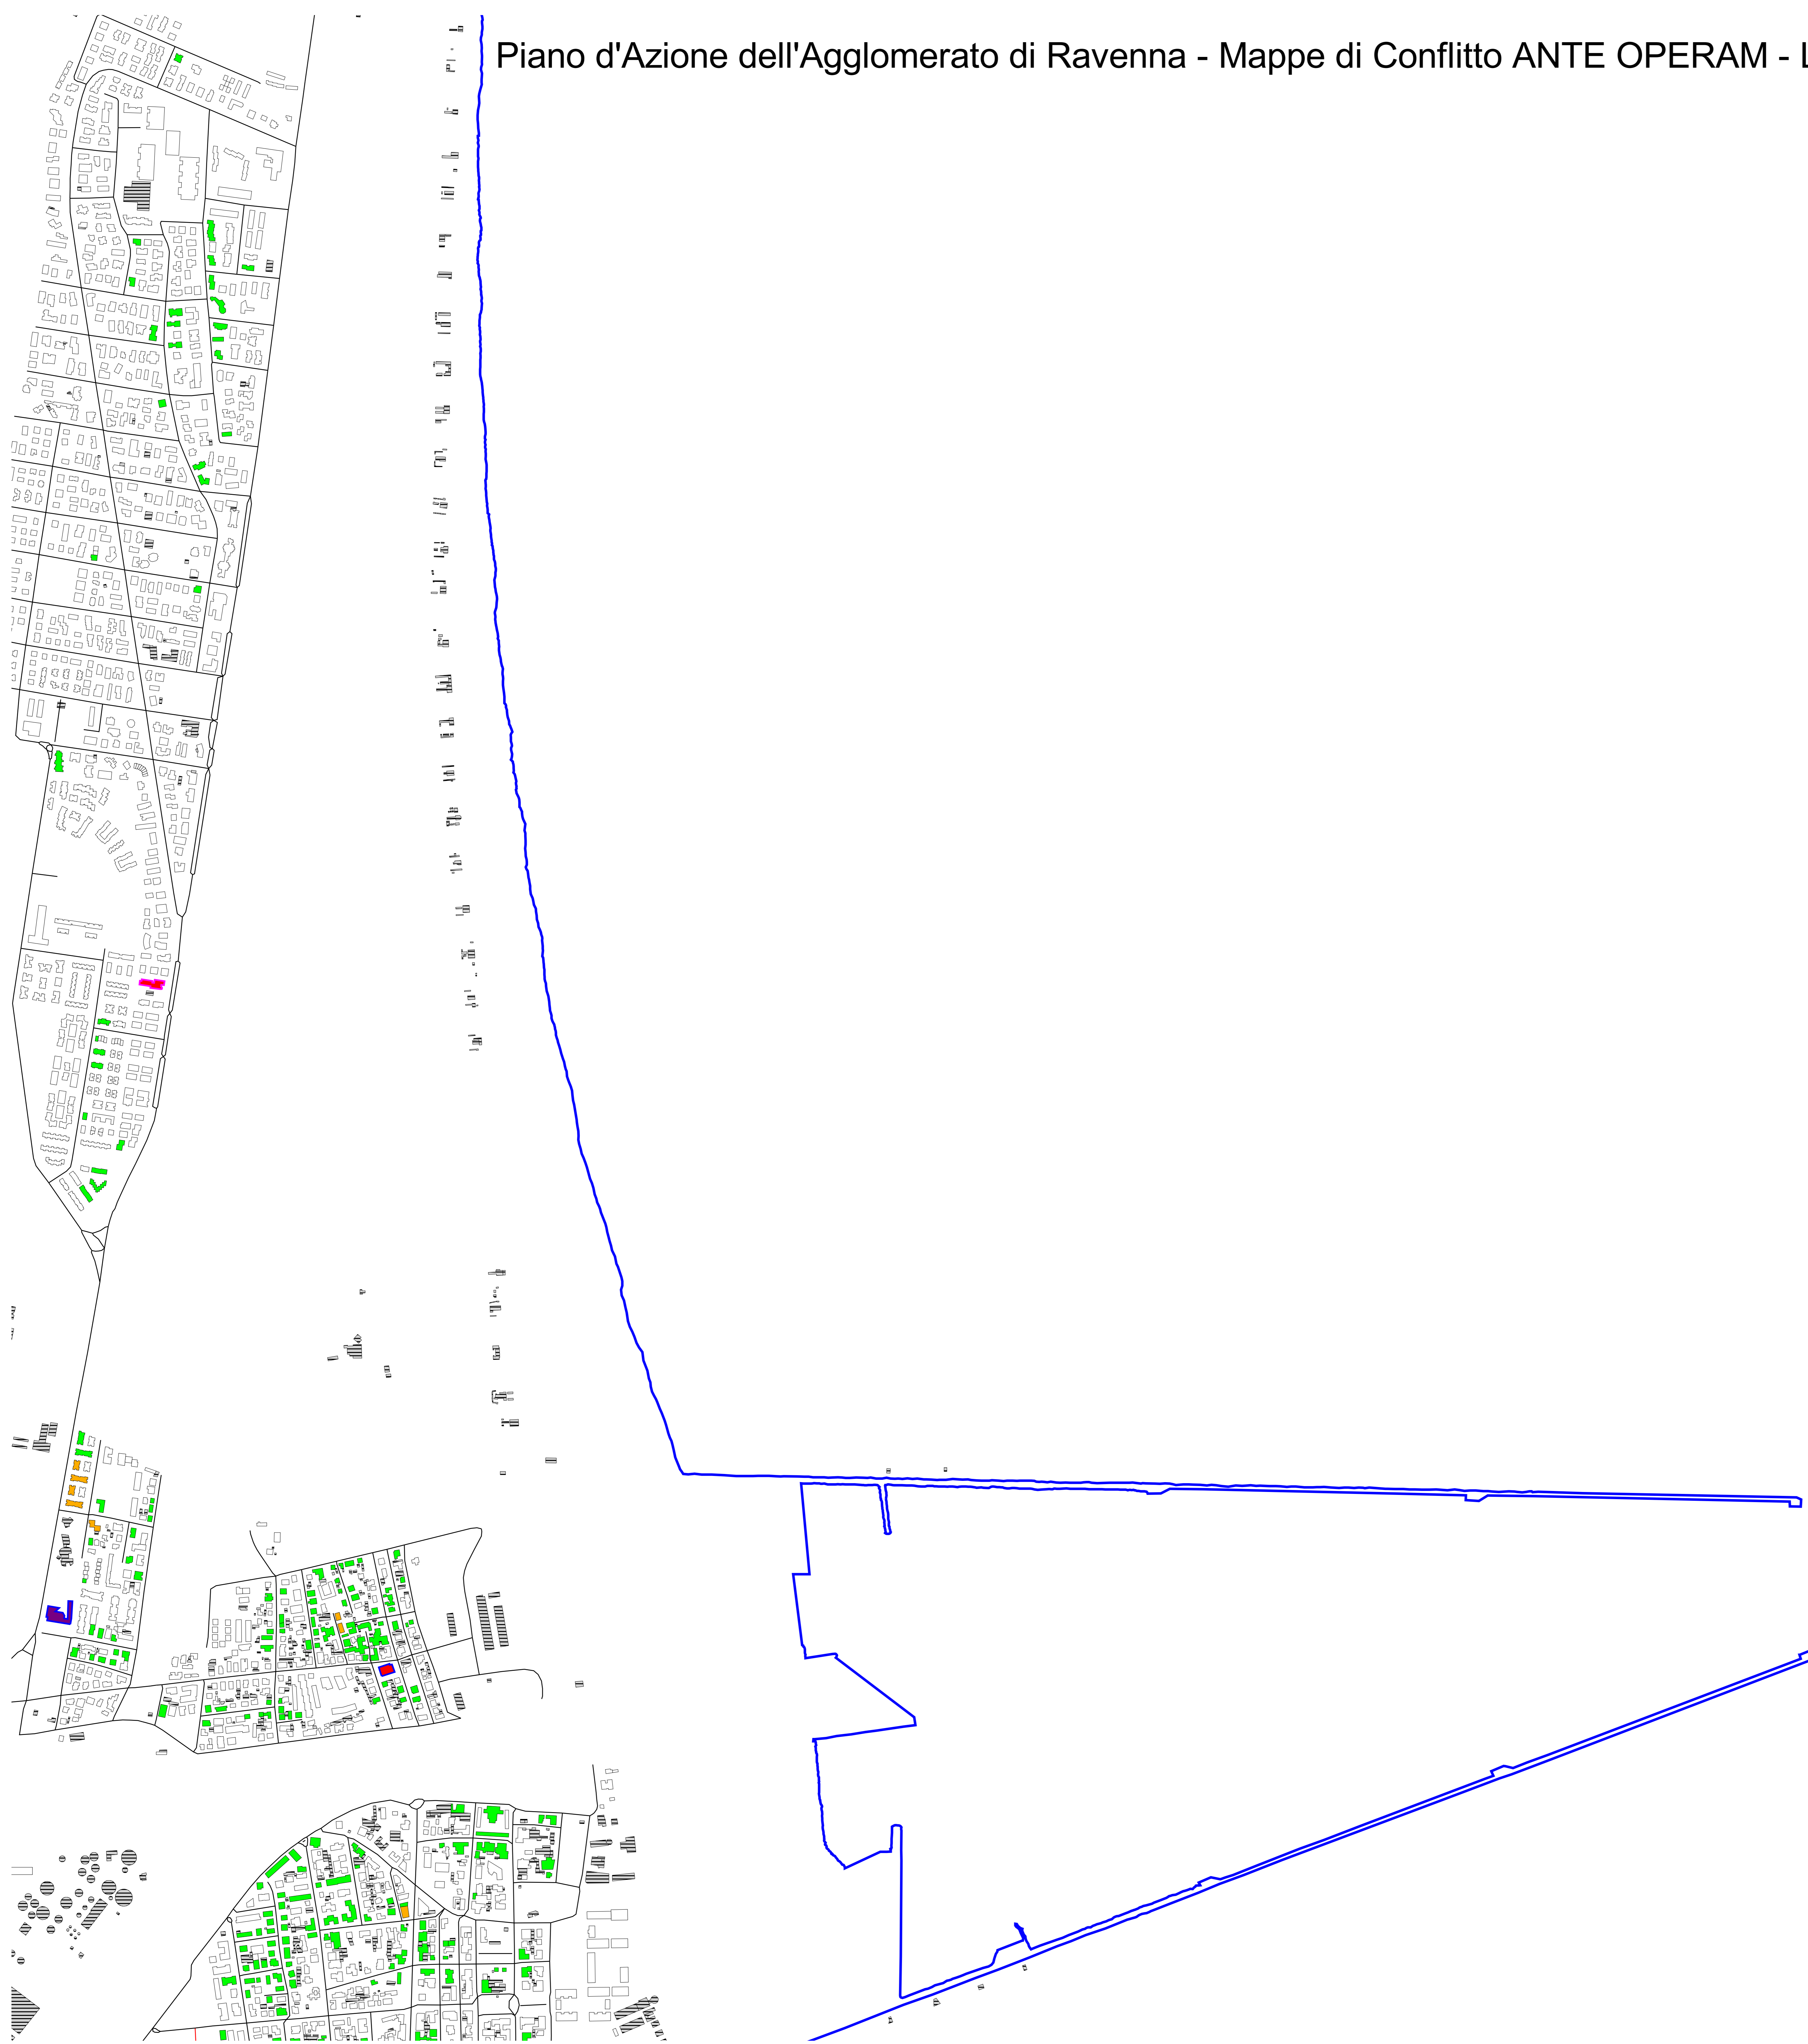 Piano d'Azione dell'Agglomerato di Ravenna - Mappe di Conflitto ANTE OPERAM -